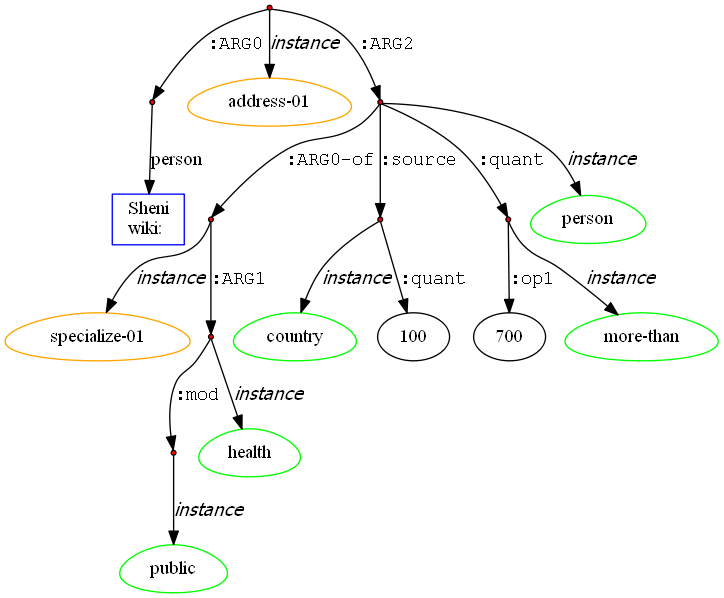 :ARG0
instance
:ARG2
address-01
person
:ARG0-of
:source
:quant
instance
Sheni
wiki:
person
instance
:ARG1
instance
:quant
:op1
instance
specialize-01
country
100
700
more-than
:mod
instance
health
instance
public